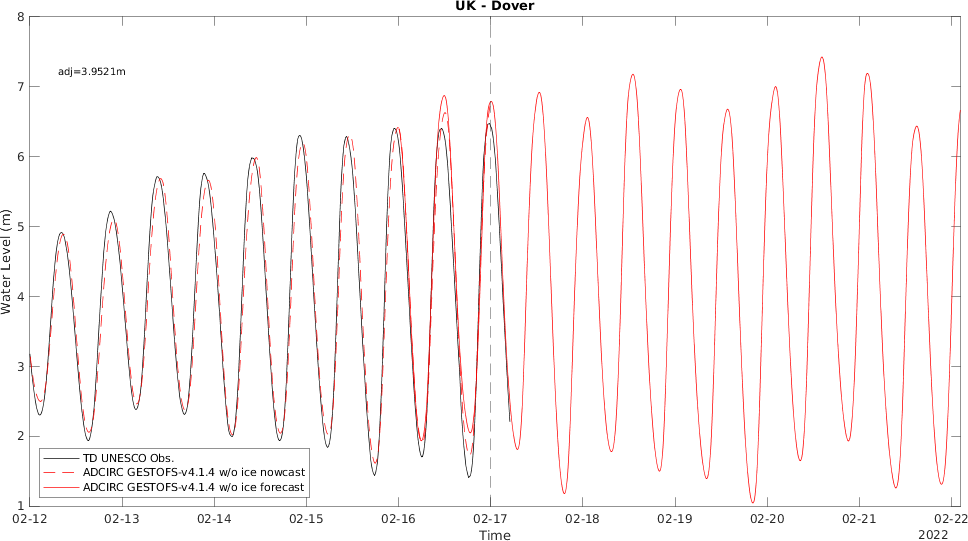 UK - Dover
8
7
6
5
4
3
2
1
Water Level (m)
adj=3.9521m
TD UNESCO Obs.
ADCIRC GESTOFS-v4.1.4 w/o ice nowcast
ADCIRC GESTOFS-v4.1.4 w/o ice forecast
02-12 02-13 02-14 02-15 02-16 02-17 02-18 02-19 02-20 02-21 02-22
Time
2022